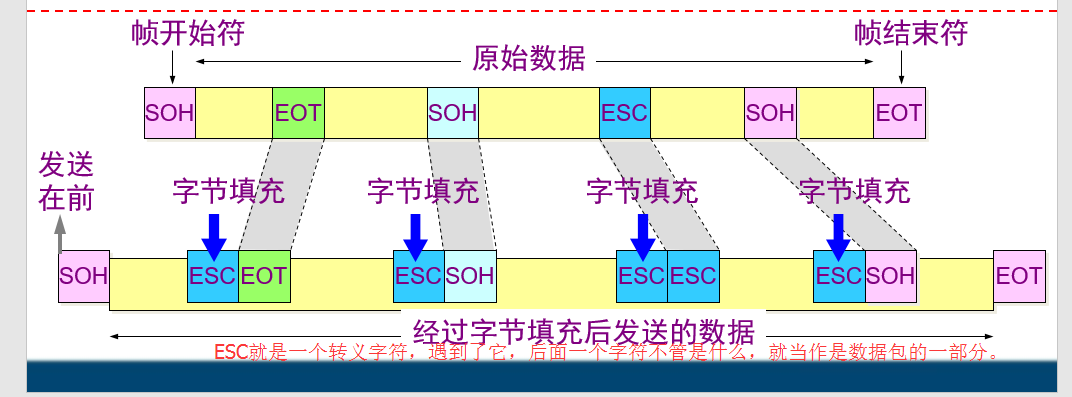 帧开始符
帧结束符
原始数据
SOH EOT SOH ESC SOH EOT
发送
在前
字节填充 字节填充 字节填充 字节填充
SOH ESC EOT ESC SOH ESC ESC ESC SOH EOT
经过字节填充后发送的数据
ESC就是一个转义字符，遇到了它，后面一个字符不管是什么，就当作是数据包的一部分。